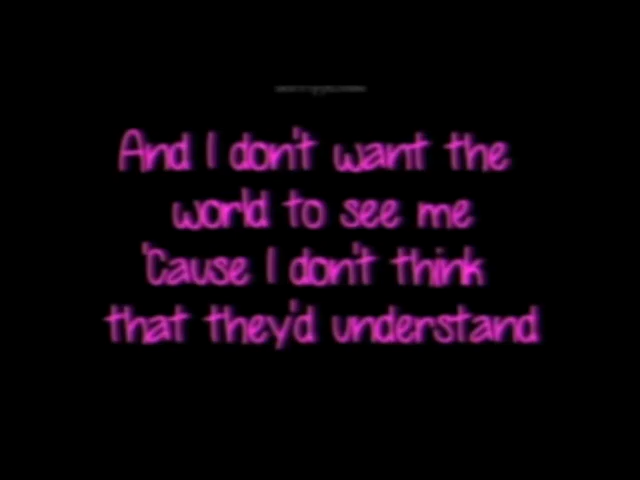 And I don't want the
world to see me
'Cause I don't think
that they'd understand